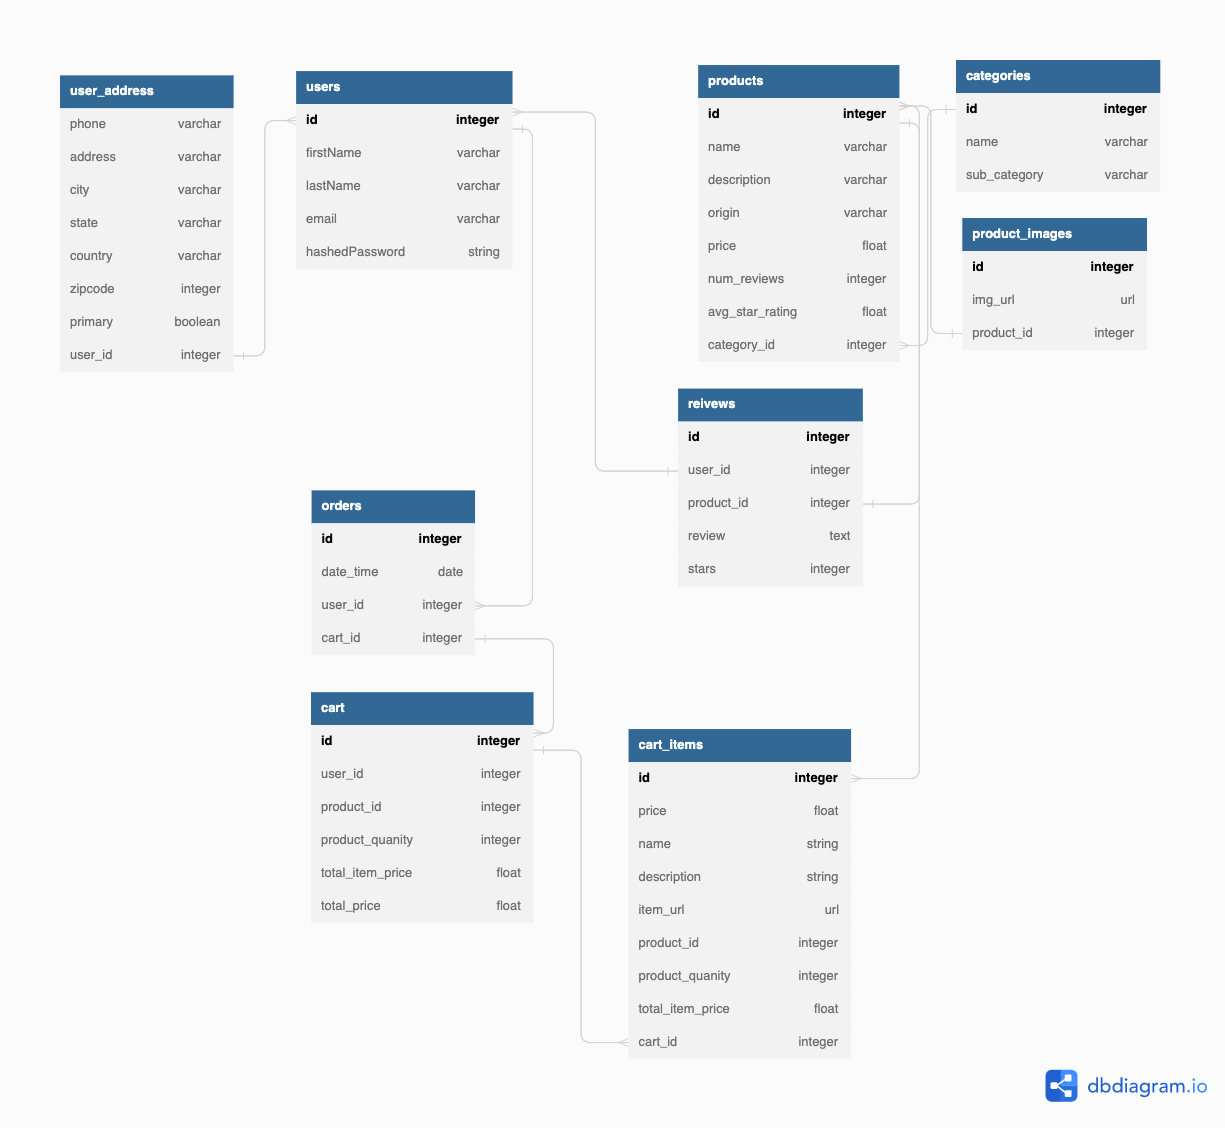 user_address
phone varchar
address varchar
city varchar
state varchar
country varchar
zipcode integer
primary boolean
user_id integer
users
id integer
firstName varchar
lastName varchar
email varchar
hashedPassword string
products
id integer
name varchar
description varchar
origin varchar
price float
num_reviews integer
avg_star_rating float
category_id integer
categories
id integer
name varchar
sub_category varchar
product_images
id integer
img_url url
product_id integer
reivews
id integer
user_id integer
product_id integer
review text
stars integer
orders
id integer
date_time date
user_id integer
cart_id integer
cart
id integer
user_id integer
product_id integer
product_quanity integer
total_item_price float
total_price float
cart_items
id integer
price float
name string
description string
item_url url
product_id integer
product_quanity integer
total_item_price float
cart_id integer
dbdiagram.io